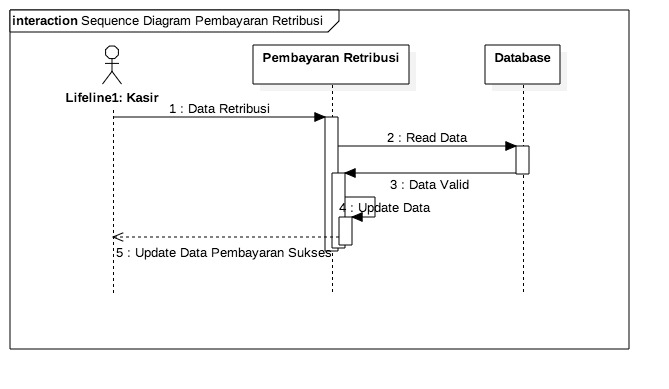 interaction Sequence Diagram Pembayaran Retribusi
Pembayaran Retribusi
Database
Lifeline1: Kasir
1 : Data Retribusi
2 : Read Data
3 : Data Valid
4 : Update Data
5 : Update Data Pembayaran Sukses